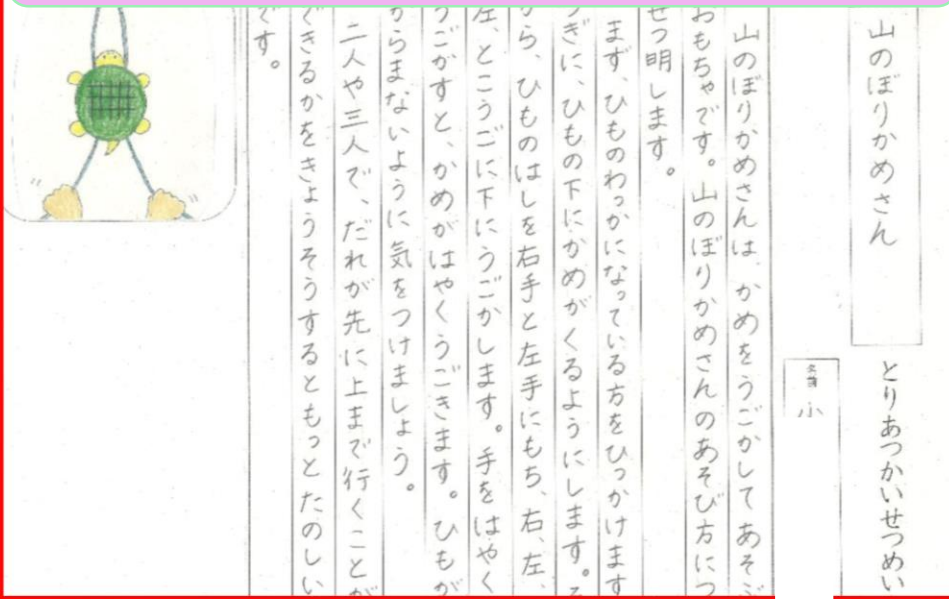 山のぼりかめさん
とりあつかいせつめい
名前 小
山のぼりかめさんは、かめをうごかしてあそぶ
おもちゃです。山のぼりかめさんのあそび方につ
せつ明します。
まず、ひものわっかになっている方をひっかけます
つぎに、ひもの下にかめがくるようにします。そ
から、ひものはしを右手と左手にもち、右、左、
左、とこうごに下にうごかします。手をはやく
うごかすと、かめがはやくうごきます。ひもが
からまないように気をつけましょう。
二人や三人で、だれが先に上まで行くことが
できるかをきょうそうするともっとたのしい
です。